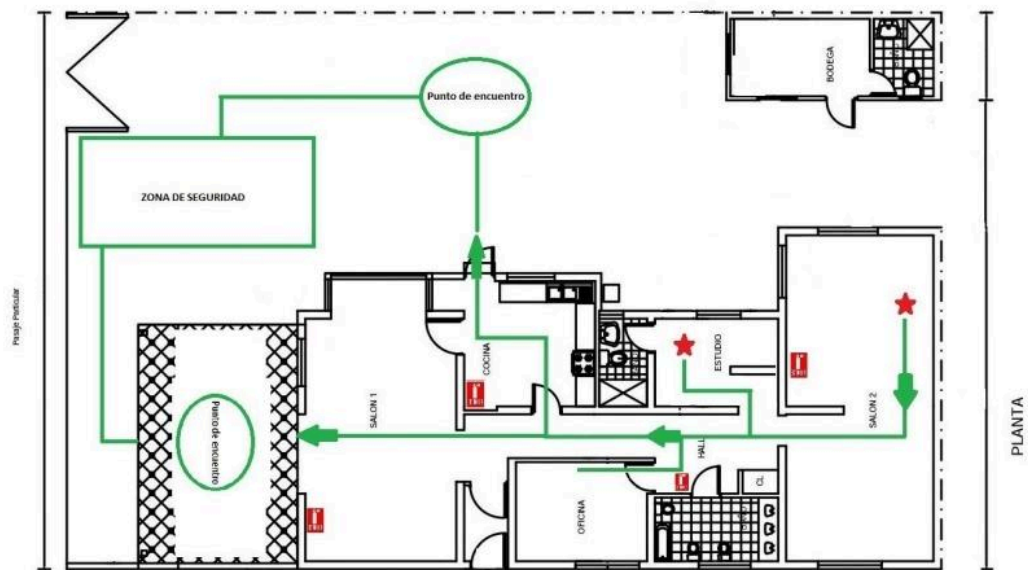 BODEGA
Punto de encuentro
ZONA DE SEGURIDAD
Pasaje Particular
COCINA
ESTUDIO
SALON 1
SALON 2
PLANTA
Punto de encuentro
HALL
CL
OFICINA